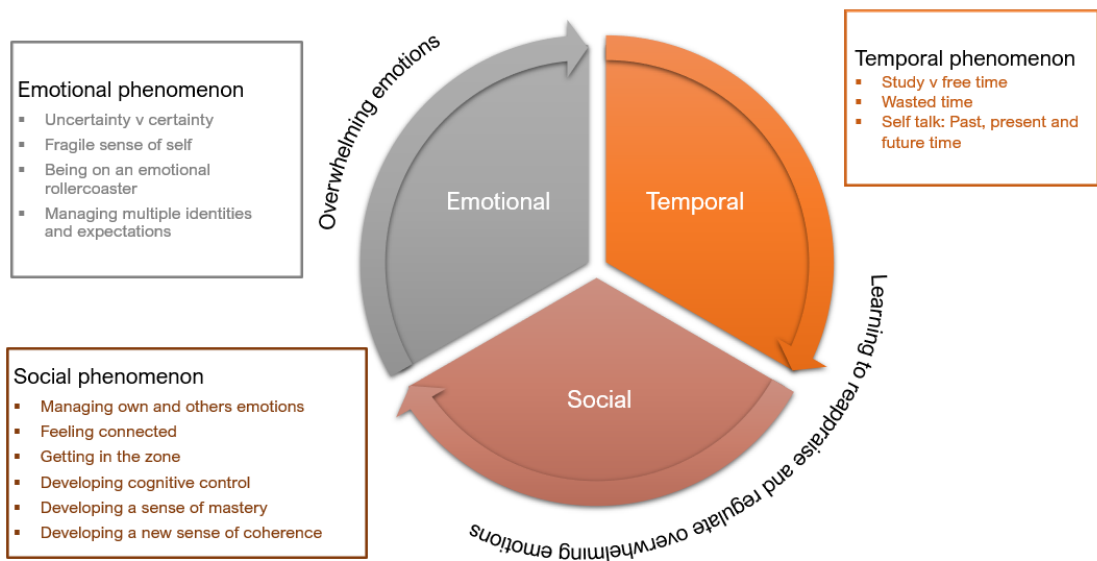 Emotional phenomenon
Uncertainty v certainty
Fragile sense of self
Being on an emotional
rollercoaster
Managing multiple identities
and expectations
Overwhelming emotions
Emotional
Temporal
Temporal phenomenon
Study v free time
Wasted time
Self talk: Past, present and
future time
Social phenomenon
Managing own and others emotions
Feeling connected
Getting in the zone
Developing cognitive control
Developing a sense of mastery
Developing a new sense of coherence
Social
Learning to reappraise and regulate overwhelming emotions